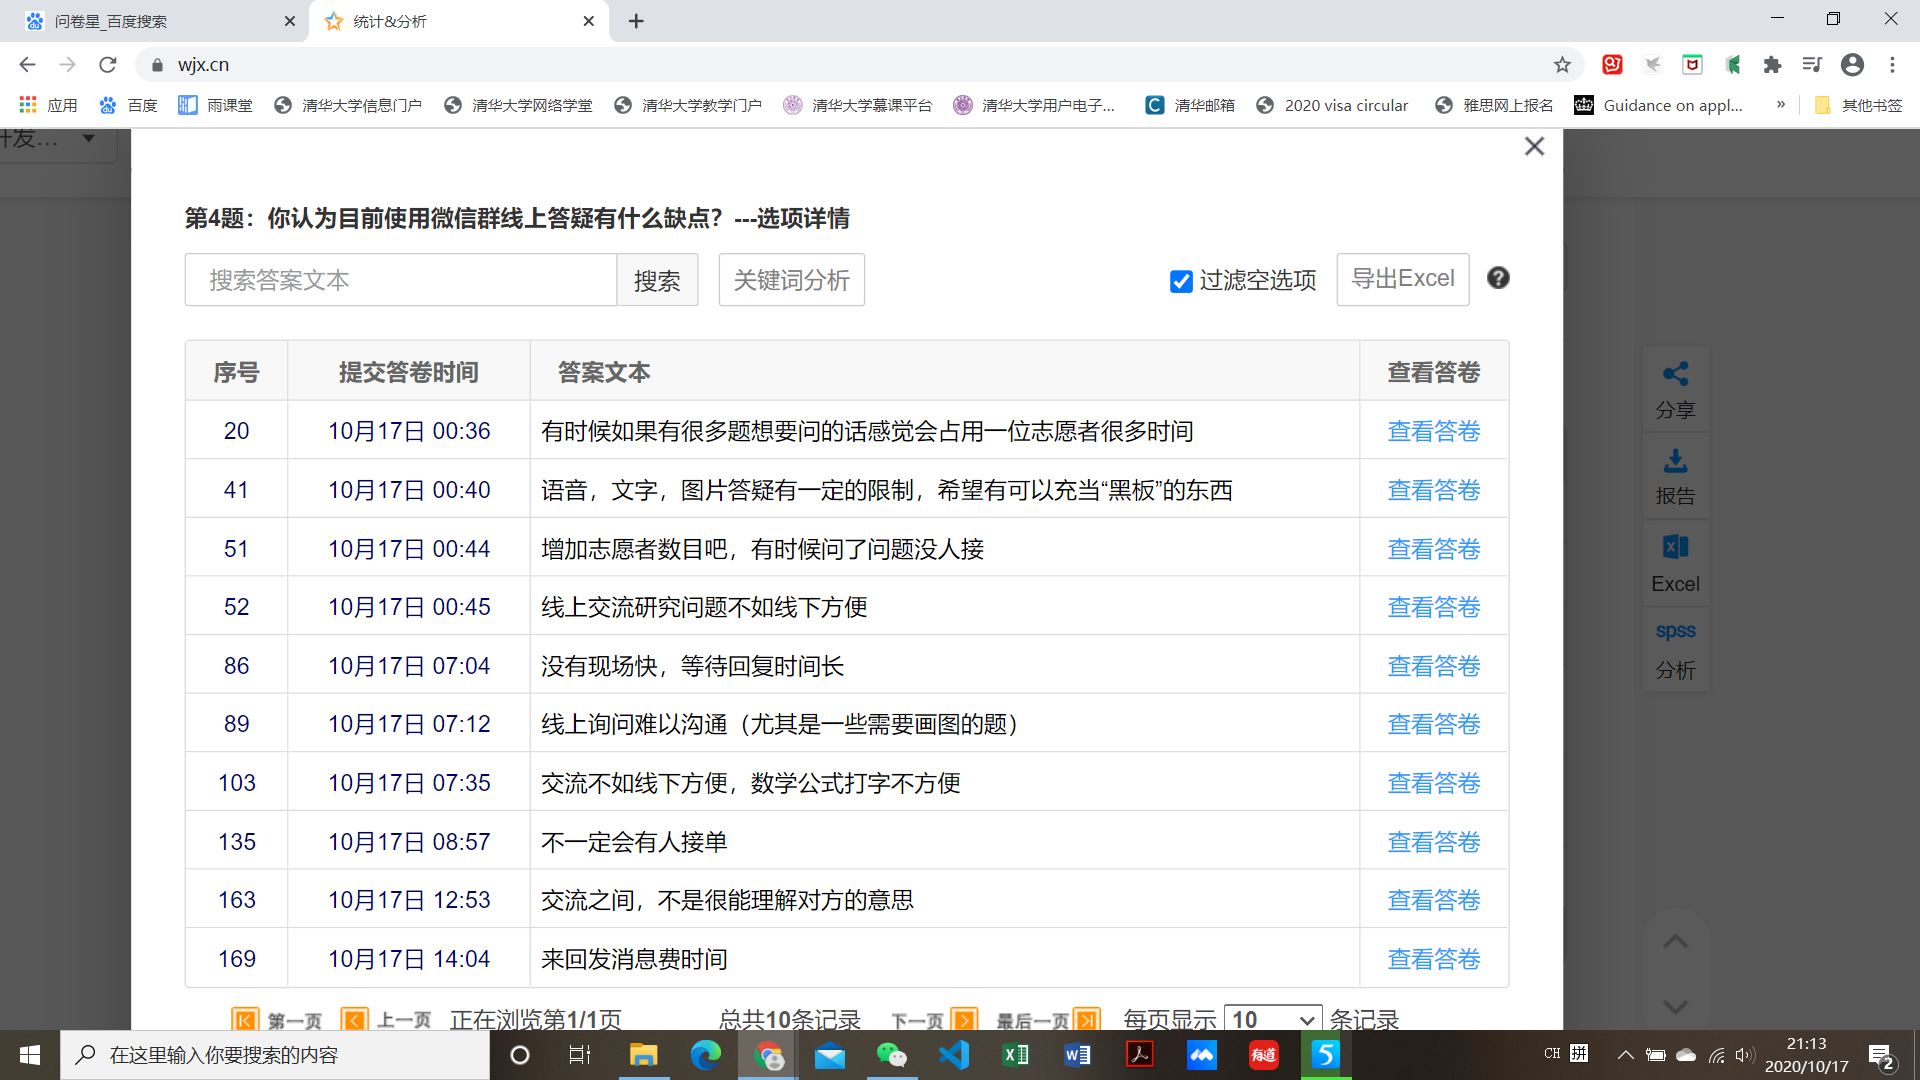 问卷星_百度搜索
统计&分析
wjx.cn
应用
百度
雨课堂
清华大学信息门户
清华大学网络学堂
清华大学教学门户
清华大学慕课平台
清华大学用户电子...
清华邮箱
2020 visa circular
雅思网上报名
Guidance on appl...
»
其他书签
开发...
第4题：你认为目前使用微信群线上答疑有什么缺点？---选项详情
搜索答案文本
搜索
关键词分析
过滤空选项
导出Excel
序号 提交答卷时间 答案文本 查看答卷
20 10月17日 00:36 有时候如果有很多题想要问的话感觉会占用一位志愿者很多时间 查看答卷
41 10月17日 00:40 语音，文字，图片答疑有一定的限制，希望有可以充当“黑板”的东西 查看答卷
51 10月17日 00:44 增加志愿者数目吧，有时候问了问题没人接 查看答卷
52 10月17日 00:45 线上交流研究问题不如线下方便 查看答卷
86 10月17日 07:04 没有现场快，等待回复时间长 查看答卷
89 10月17日 07:12 线上询问难以沟通（尤其是一些需要画图的题） 查看答卷
103 10月17日 07:35 交流不如线下方便，数学公式打字不方便 查看答卷
135 10月17日 08:57 不一定会有人接单 查看答卷
163 10月17日 12:53 交流之间，不是很能理解对方的意思 查看答卷
169 10月17日 14:04 来回发消息费时间 查看答卷
第一页 上一页 正在浏览第1/1页 总共10条记录 下一页 最后一页 每页显示 10 条记录
分享
报告
Excel
spss
分析
在这里输入你要搜索的内容
有道
5
CH 拼
21:13
2020/10/17
2